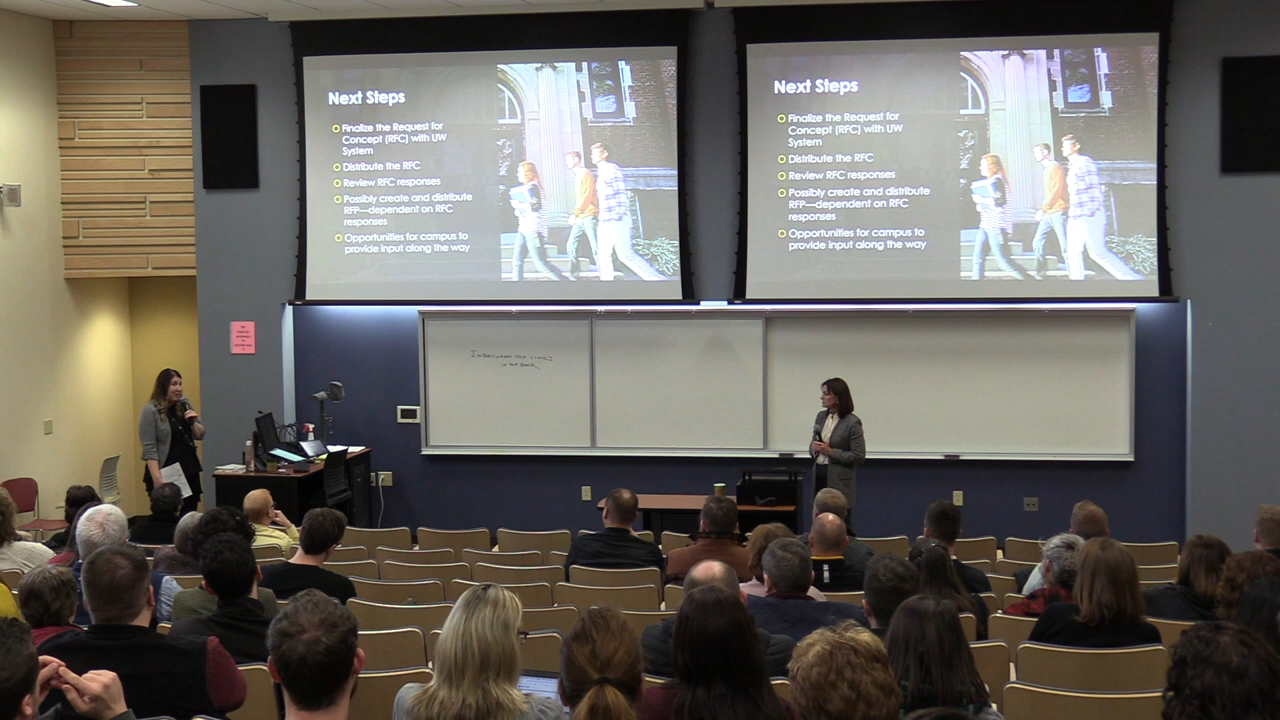 Next Steps
Finalize the Request for
Concept (RFC) with UW
System
Distribute the RFC
Review RFC responses
Possibly create and distribute
RFP—dependent on RFC
responses
Opportunities for campus to
provide input along the way
Next Steps
Finalize the Request for
Concept (RFC) with UW
System
Distribute the RFC
Review RFC responses
Possibly create and distribute
RFP—dependent on RFC
responses
Opportunities for campus to
provide input along the way